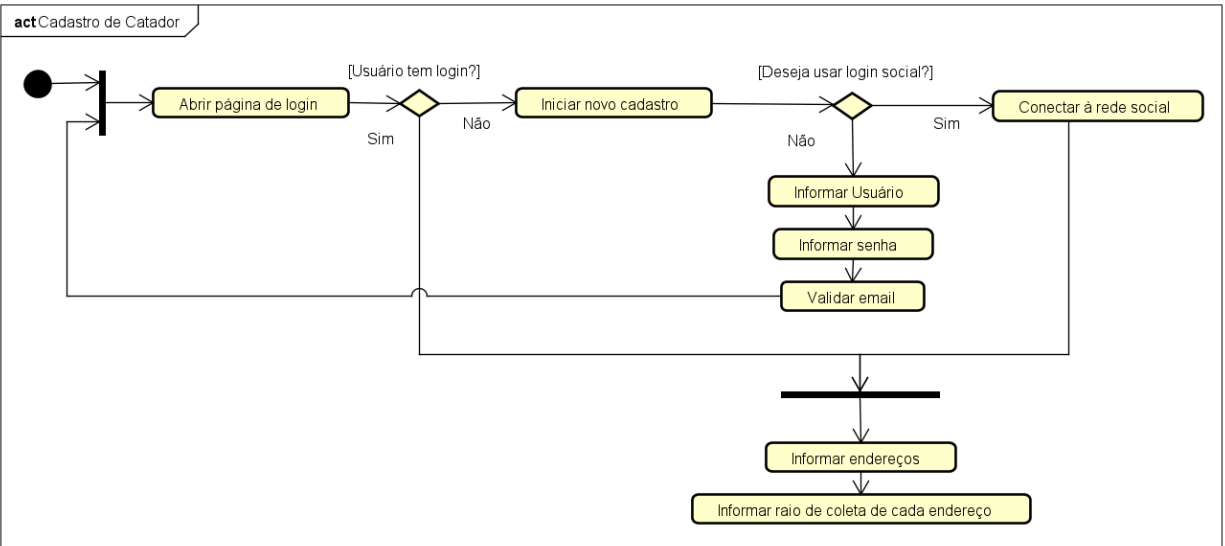 act Cadastro de Catador
[Usuário tem login?]
[Deseja usar login social?]
Abrir página de login
Iniciar novo cadastro
Conectar à rede social
Não
Sim
Sim
Não
Informar Usuário
Informar senha
Validar email
Informar endereços
Informar raio de coleta de cada endereço